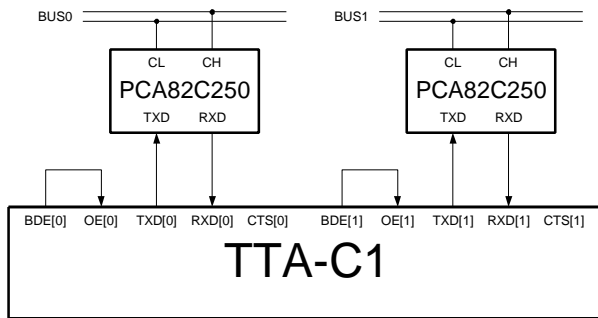 BUS0 BUS1
CL CH CL CH
PCA82C250 PCA82C250
TXD RXD TXD RXD
BDE[0] OE[0] TXD[0] RXD[0] CTS[0] BDE[1] OE[1] TXD[1] RXD[1] CTS[1]
TTA-C1